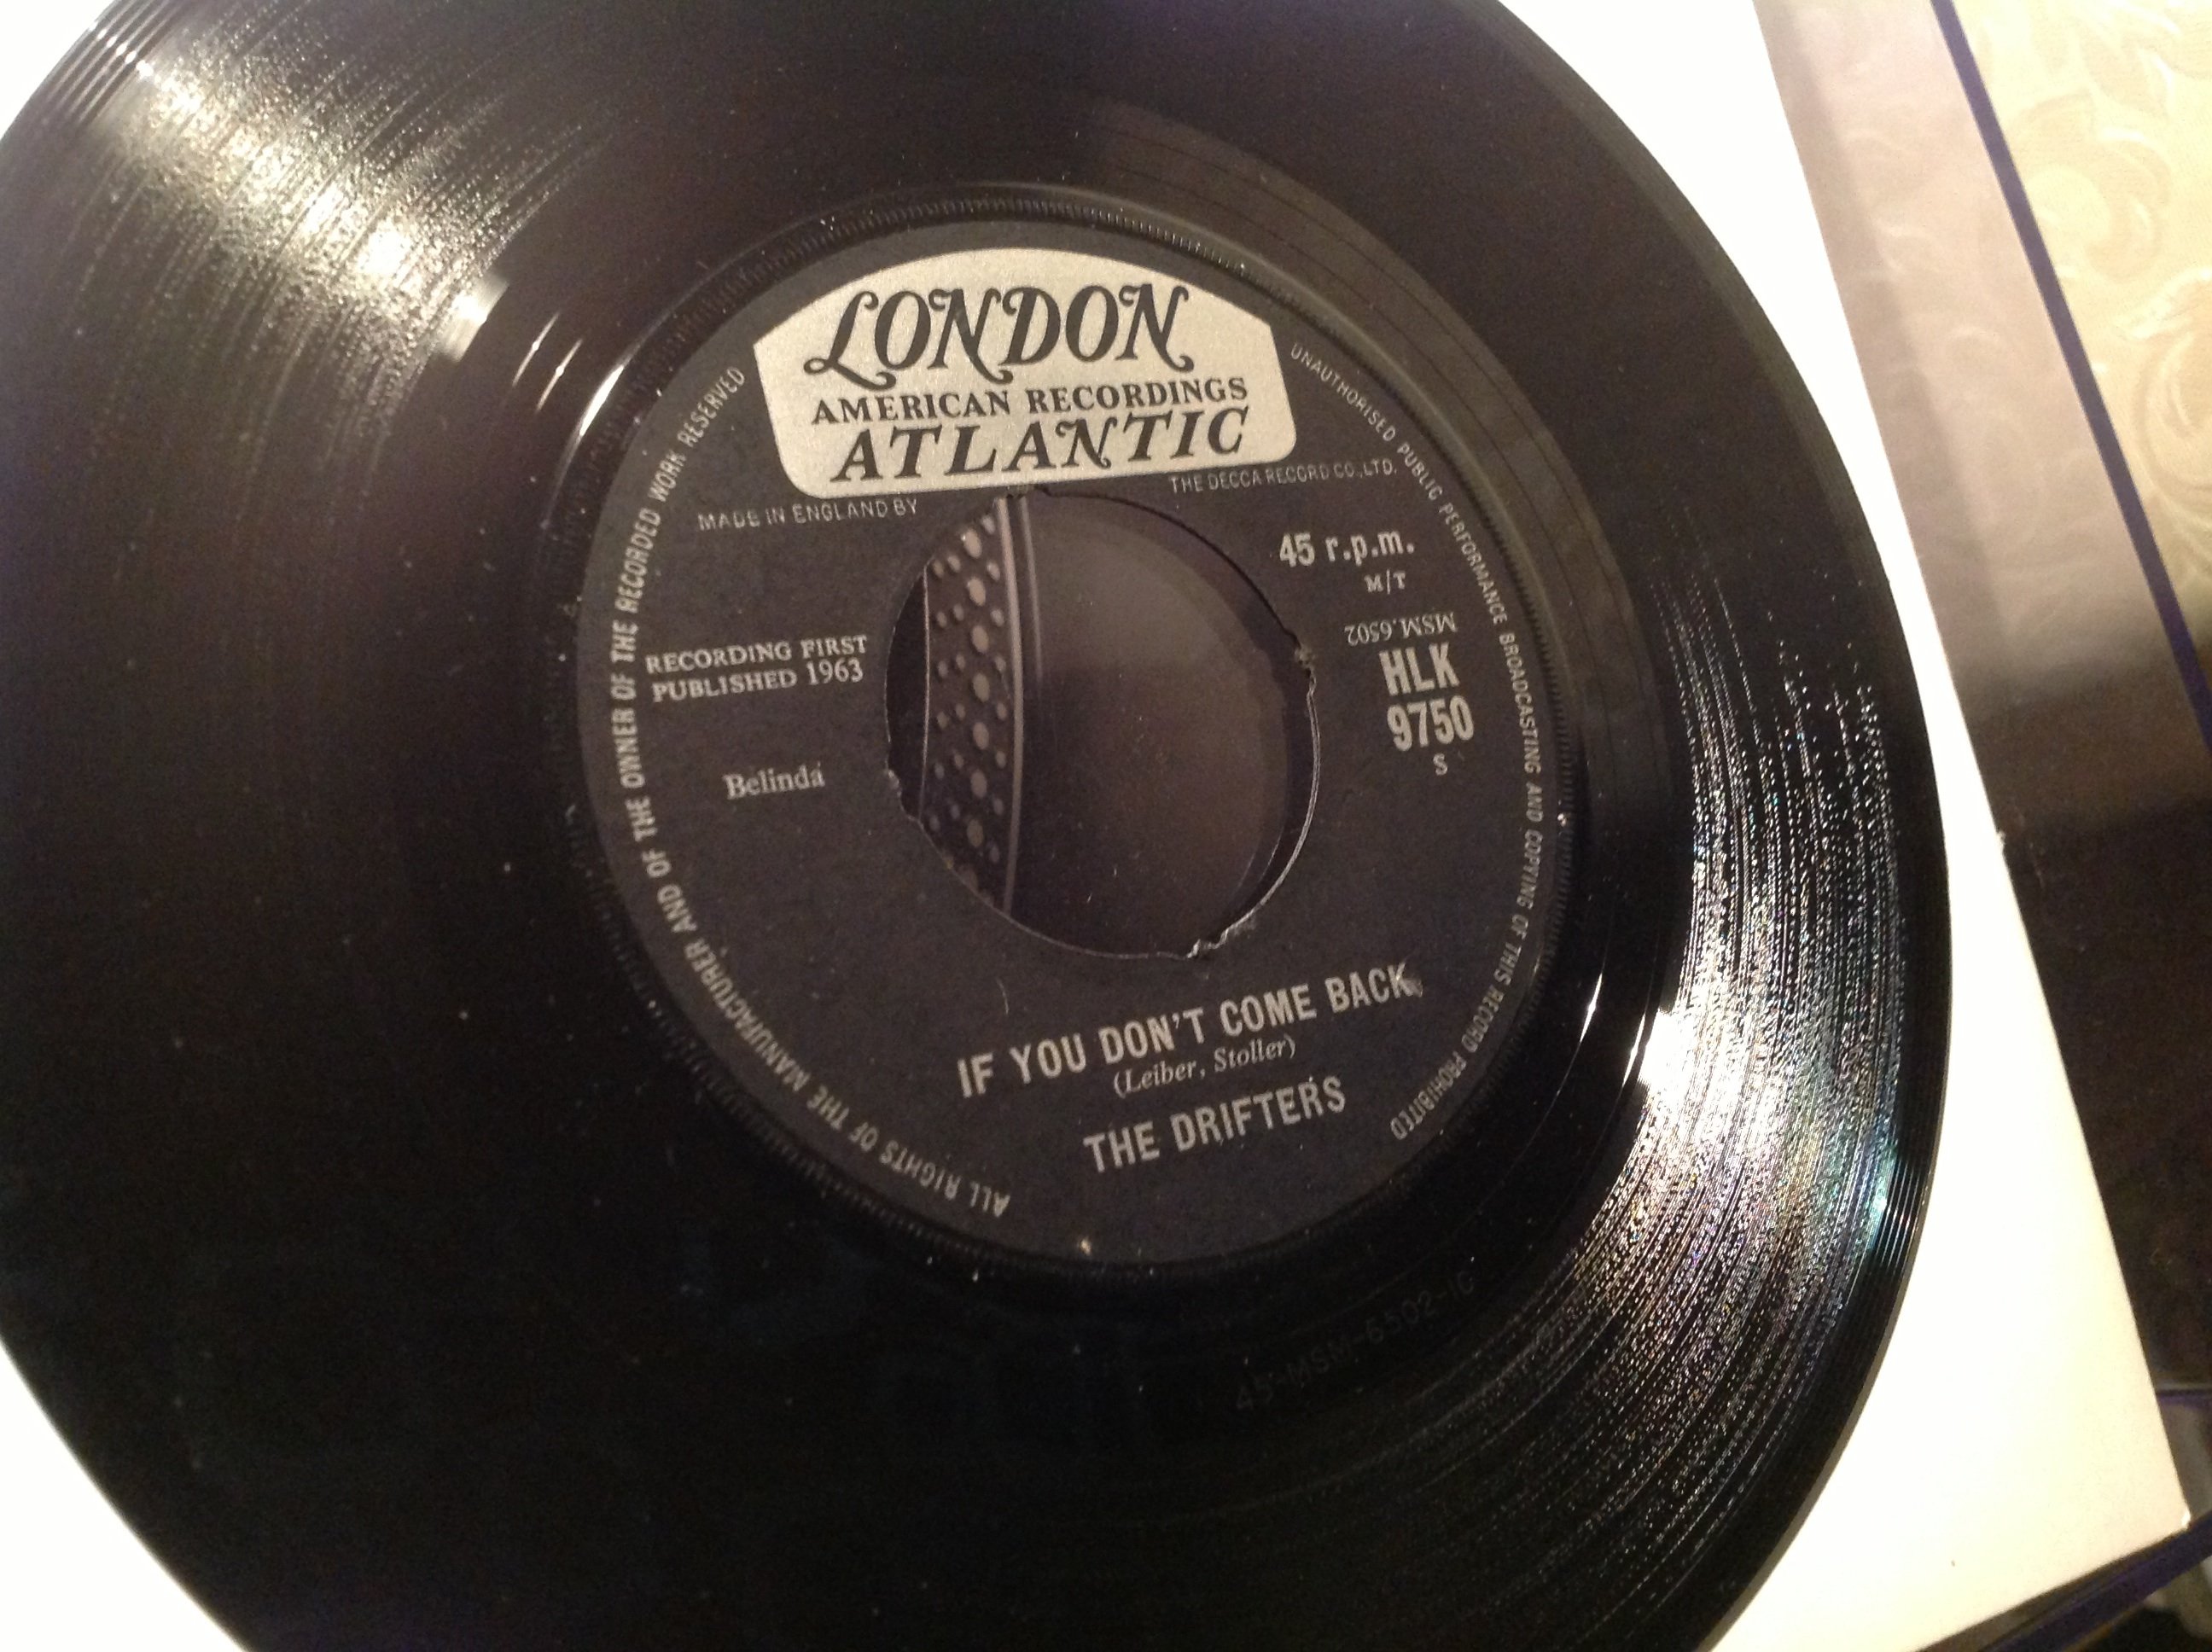 LONDON
AMERICAN RECORDINGS
ATLANTIC
MADE IN ENGLAND BY
THE DECCA RECORD CO., LTD.
ALL RIGHTS OF THE MANUFACTURER AND OF THE OWNER OF THE RECORDED WORK RESERVED
UNAUTHORISED PUBLIC PERFORMANCE BROADCASTING AND COPYING OF THIS RECORD PROHIBITED
45 r.p.m.
M/T
MSM.6502
HLK
9750
S
RECORDING FIRST
PUBLISHED 1963
Belinda
IF YOU DON'T COME BACK
(Leiber, Stoller)
THE DRIFTERS
45-MSM-6502-1G